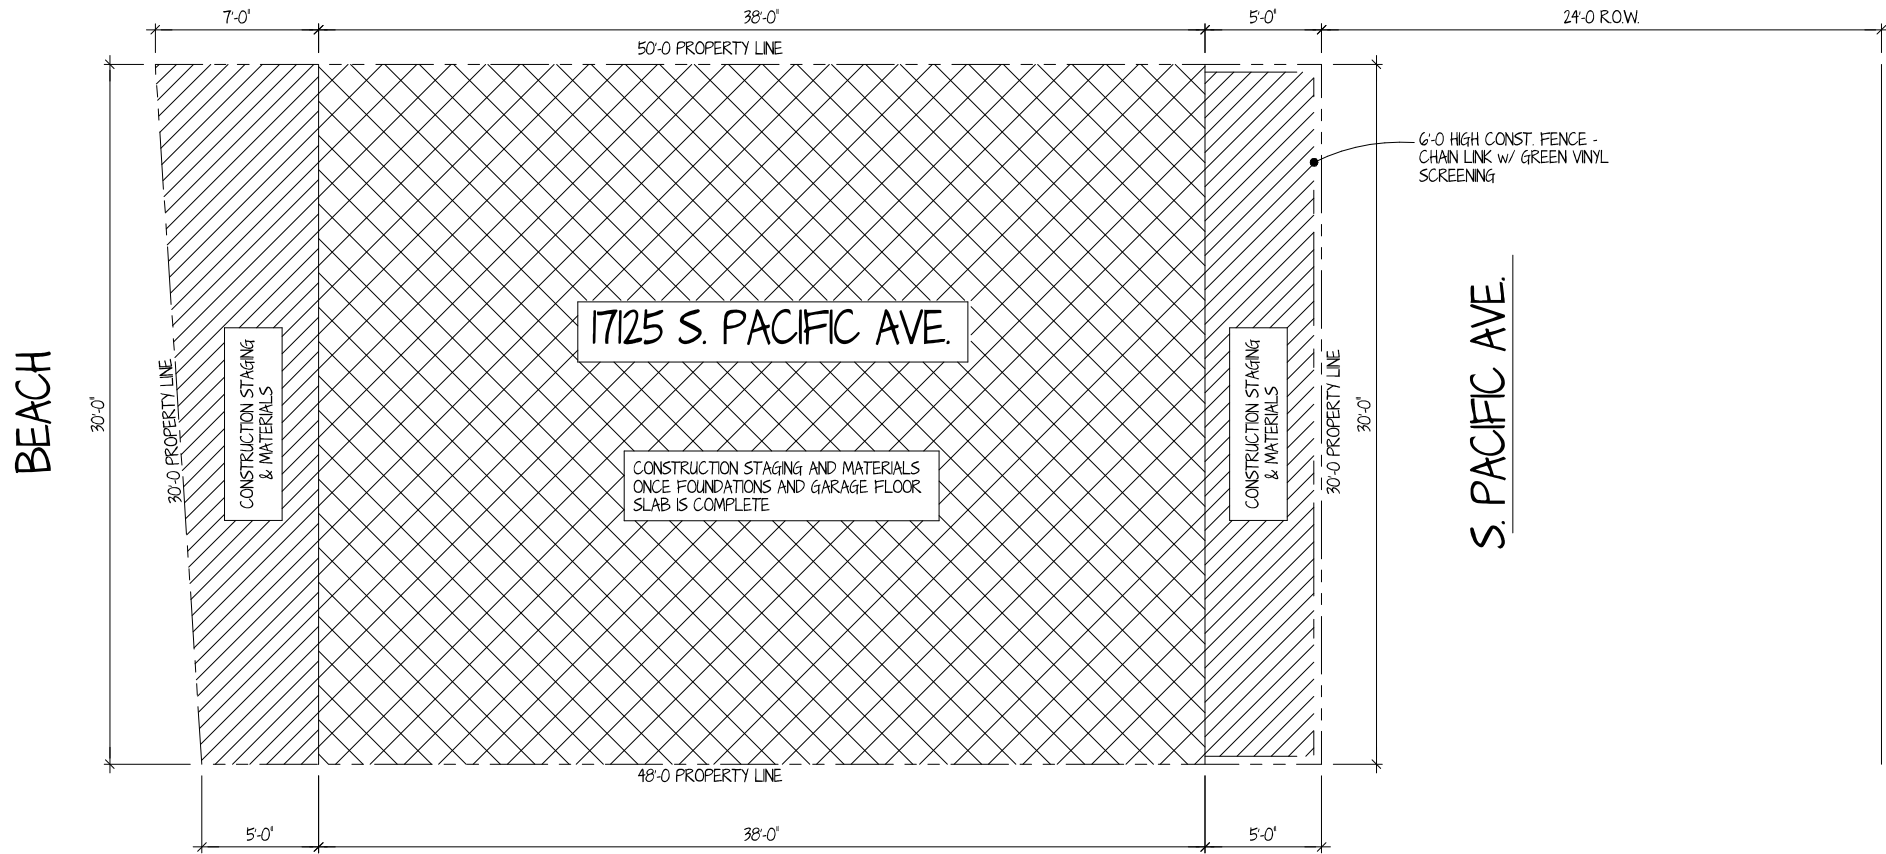 7'-0"
38'-0"
5'-0"
24'-0 R.O.W.
50'-0 PROPERTY LINE
6'-0 HIGH CONST. FENCE -
CHAIN LINK w/ GREEN VINYL
SCREENING
17125 S. PACIFIC AVE.
BEACH
30'-0"
30'-0 PROPERTY LINE
CONSTRUCTION STAGING
& MATERIALS
CONSTRUCTION STAGING AND MATERIALS
ONCE FOUNDATIONS AND GARAGE FLOOR
SLAB IS COMPLETE
CONSTRUCTION STAGING
& MATERIALS
30'-0 PROPERTY LINE
30'-0"
S. PACIFIC AVE.
48'-0 PROPERTY LINE
5'-0"
38'-0"
5'-0"